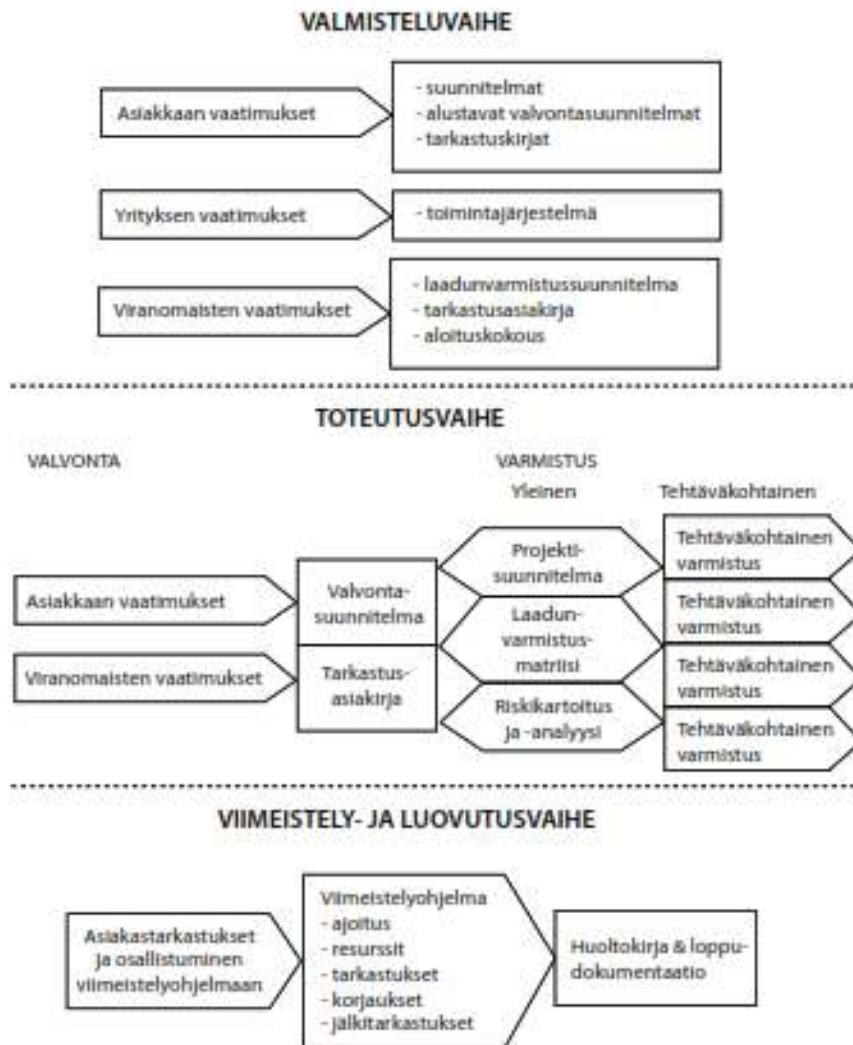 VALMISTELUVAIHE
Asiakkaan vaatimukset
- suunnitelmat
- alustavat valvontasuunnitelmat
- tarkastuskirjat
Yrityksen vaatimukset
- toimintajärjestelmä
Viranomaisten vaatimukset
- laadunvarmistussuunnitelma
- tarkastusasiakirja
- aloituskokous
TOTEUTUSVAIHE
VALVONTA
VARMISTUS
Yleinen
Tehtäväkohtainen
Asiakkaan vaatimukset
Viranomaisten vaatimukset
Valvonta-
suunnitelma
Tarkastus-
asiakirja
Projekti-
suunnitelma
Laadun-
varmistus-
matriisi
Riskikartoitus
ja -analyysi
Tehtäväkohtainen
varmistus
Tehtäväkohtainen
varmistus
Tehtäväkohtainen
varmistus
Tehtäväkohtainen
varmistus
VIIMEISTELY- JA LUOVUTUSVAIHE
Asiakastarkastukset
ja osallistuminen
viimeistelyohjelmaan
Viimeistelyohjelma
- ajoitus
- resurssit
- tarkastukset
- korjaukset
- jälkitarkastukset
Huoltokirja & loppu-
dokumentaatio